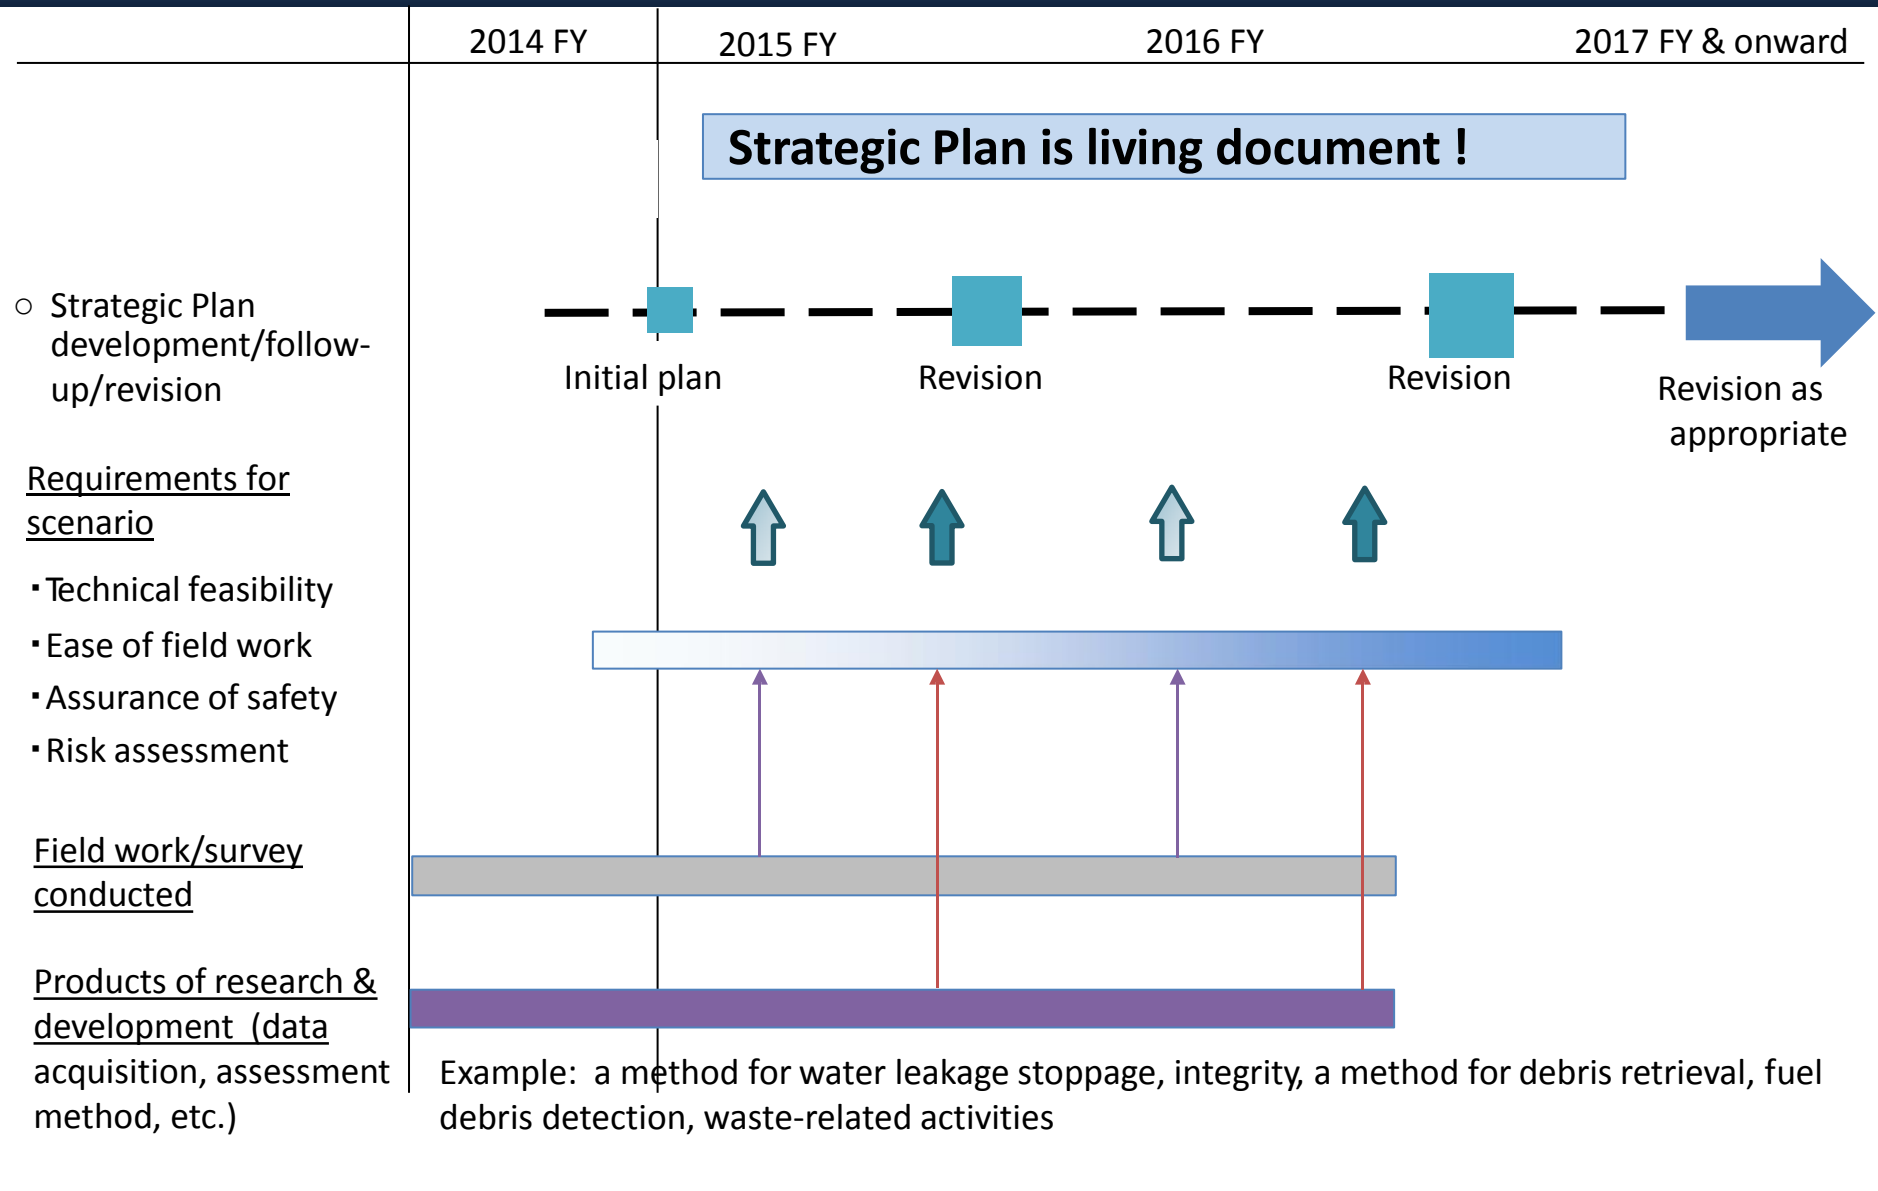 2014 FY
2015 FY
2016 FY
2017 FY & onward
Strategic Plan is living document !
○ Strategic Plan
development/follow-
up/revision
Initial plan
Revision
Revision
Revision as
appropriate
Requirements for
scenario
・Technical feasibility
・Ease of field work
・Assurance of safety
・Risk assessment
Field work/survey
conducted
Products of research &
development (data
acquisition, assessment
method, etc.)
Example: a method for water leakage stoppage, integrity, a method for debris retrieval, fuel
debris detection, waste-related activities